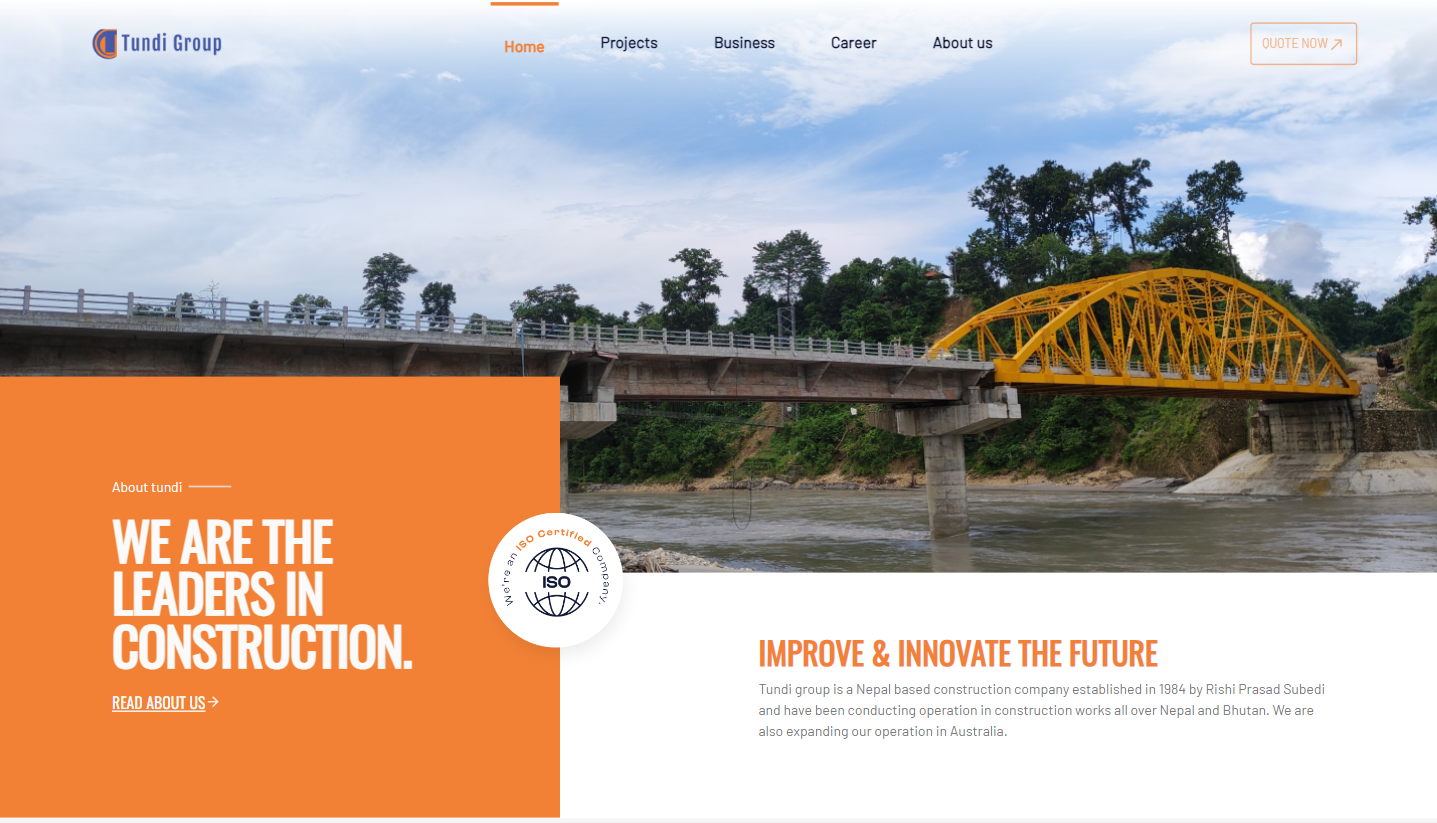 Tundi Group
Home
Projects
Business
Career
About us
QUOTE NOW
About tundi
WE ARE THE
LEADERS IN
CONSTRUCTION.
READ ABOUT US
We're an ISO Certified Company.
ISO
IMPROVE & INNOVATE THE FUTURE
Tundi group is a Nepal based construction company established in 1984 by Rishi Prasad Subedi
and have been conducting operation in construction works all over Nepal and Bhutan. We are
also expanding our operation in Australia.